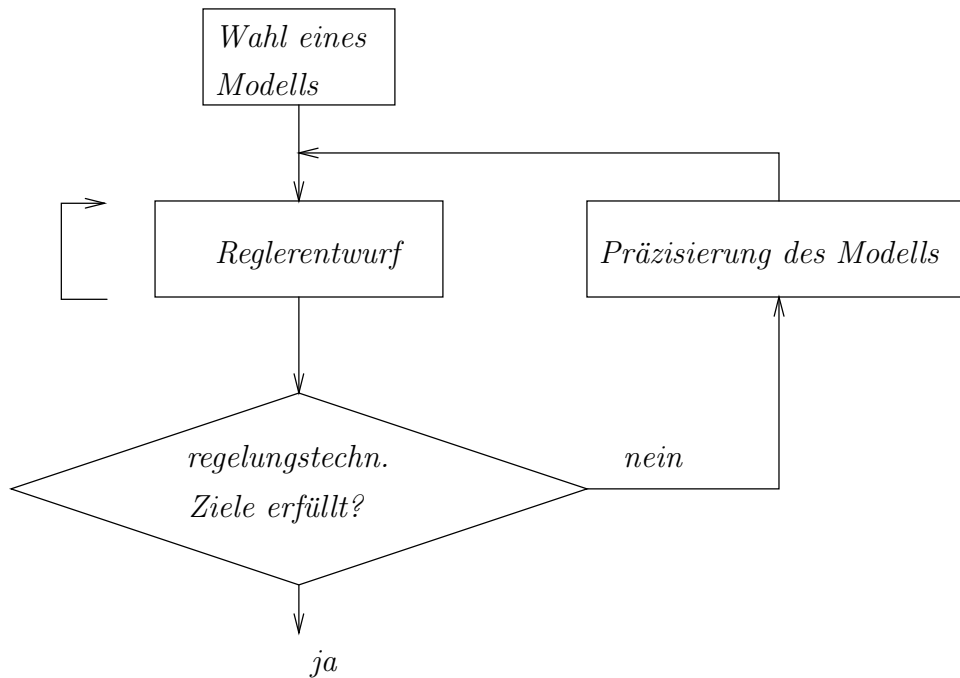 Wahl eines
Modells
Reglerentwurf
Präzisierung des Modells
regelungstechn.
Ziele erfüllt?
nein
ja